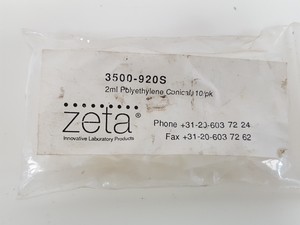 3500-920S
2ml Polyethylene Conicals 10/pk
zeta®
Innovative Laboratory Products
Phone +31-20-603 72 24
Fax +31-20-603 72 62